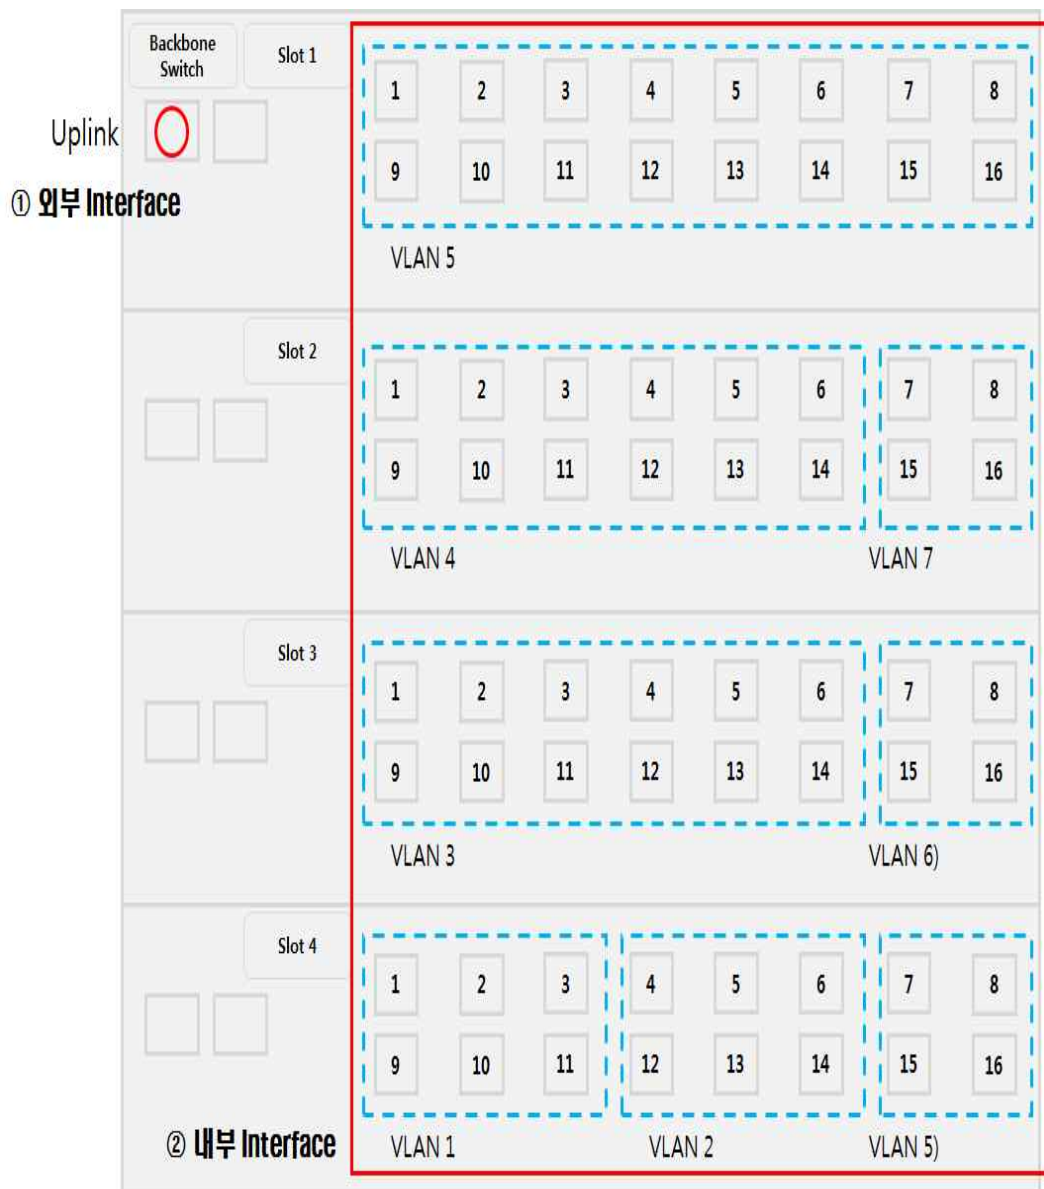 Backbone
Switch
Slot 1
Uplink
① 외부 Interface
1 2 3 4 5 6 7 8
9 10 11 12 13 14 15 16
VLAN 5
Slot 2
1 2 3 4 5 6 7 8
9 10 11 12 13 14 15 16
VLAN 4 VLAN 7
Slot 3
1 2 3 4 5 6 7 8
9 10 11 12 13 14 15 16
VLAN 3 VLAN 6)
Slot 4
1 2 3 4 5 6 7 8
9 10 11 12 13 14 15 16
② 내부 Interface
VLAN 1 VLAN 2 VLAN 5)